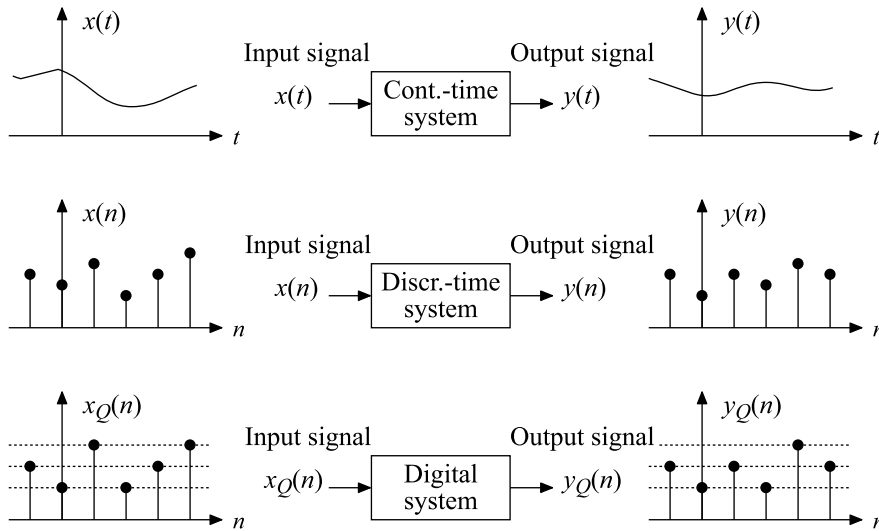 x(t)
Input signal
Output signal
y(t)
x(t)
Cont.-time
system
y(t)
t
t
x(n)
Input signal
Output signal
y(n)
x(n)
Discr.-time
system
y(n)
n
n
x_Q(n)
Input signal
Output signal
y_Q(n)
x_Q(n)
Digital
system
y_Q(n)
n
n